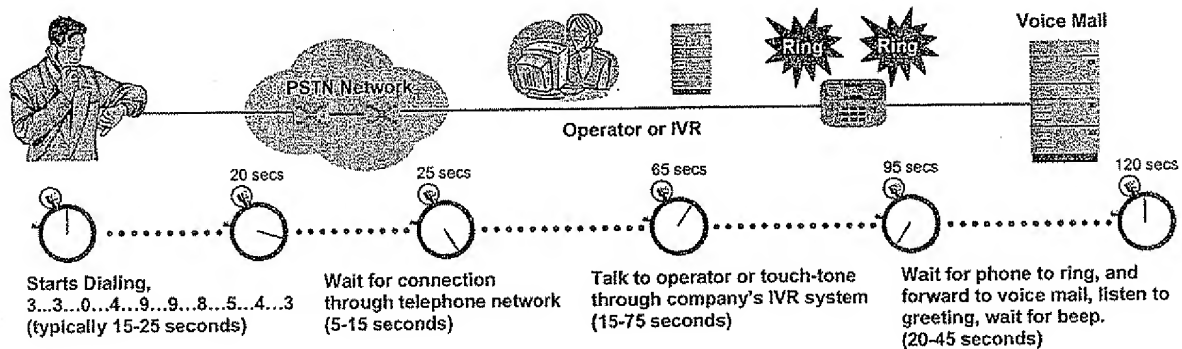 Voice Mail
Ring Ring
PSTN Network
Operator or IVR
20 secs 25 secs 65 secs 95 secs 120 secs
Starts Dialing,
3...3...0...4...9...9...8...5...4...3
(typically 15-25 seconds)
Wait for connection
through telephone network
(5-15 seconds)
Talk to operator or touch-tone
through company's IVR system
(15-75 seconds)
Wait for phone to ring, and
forward to voice mail, listen to
greeting, wait for beep.
(20-45 seconds)